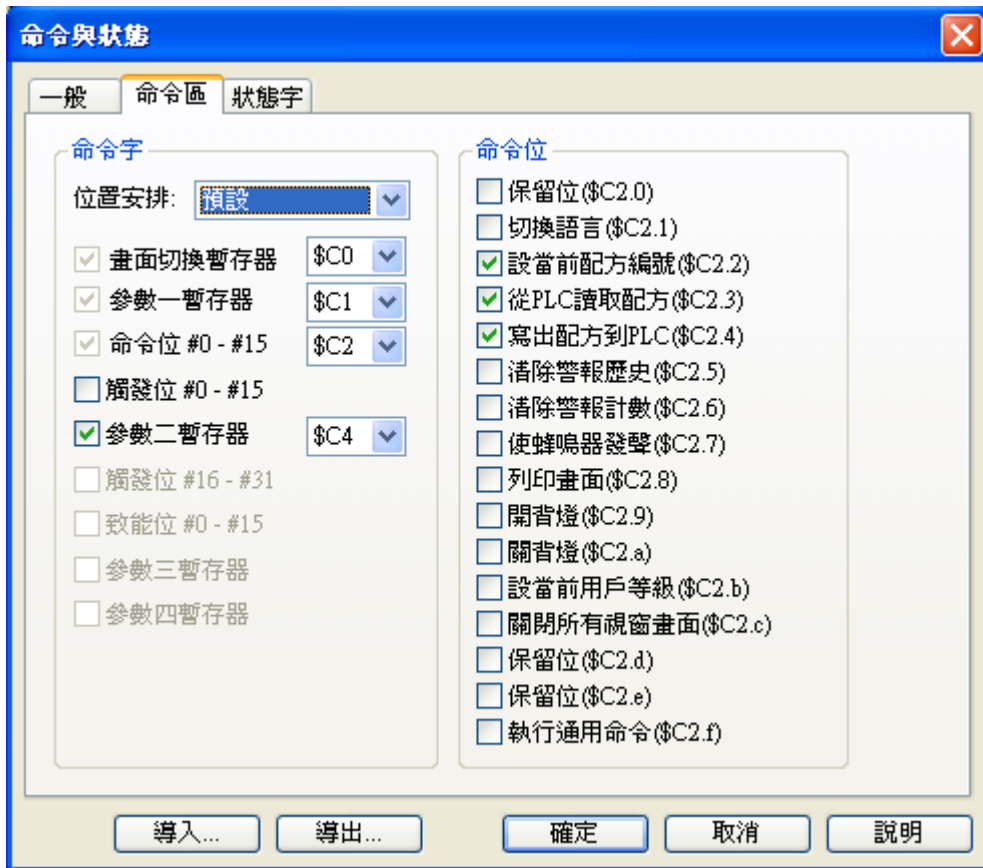 命令與狀態
一般
命令區
狀態字
命令字
位置安排: 預設
畫面切換暫存器 $C0
參數一暫存器 $C1
命令位 #0 - #15 $C2
觸發位 #0 - #15
參數二暫存器 $C4
觸發位 #16 - #31
致能位 #0 - #15
參數三暫存器
參數四暫存器
命令位
保留位($C2.0)
切換語言($C2.1)
設當前配方編號($C2.2)
從PLC讀取配方($C2.3)
寫出配方到PLC($C2.4)
清除警報歷史($C2.5)
清除警報計數($C2.6)
使蜂鳴器發聲($C2.7)
列印畫面($C2.8)
開背燈($C2.9)
關背燈($C2.a)
設當前用戶等級($C2.b)
關閉所有視窗畫面($C2.c)
保留位($C2.d)
保留位($C2.e)
執行通用命令($C2.f)
導入...
導出...
確定
取消
說明